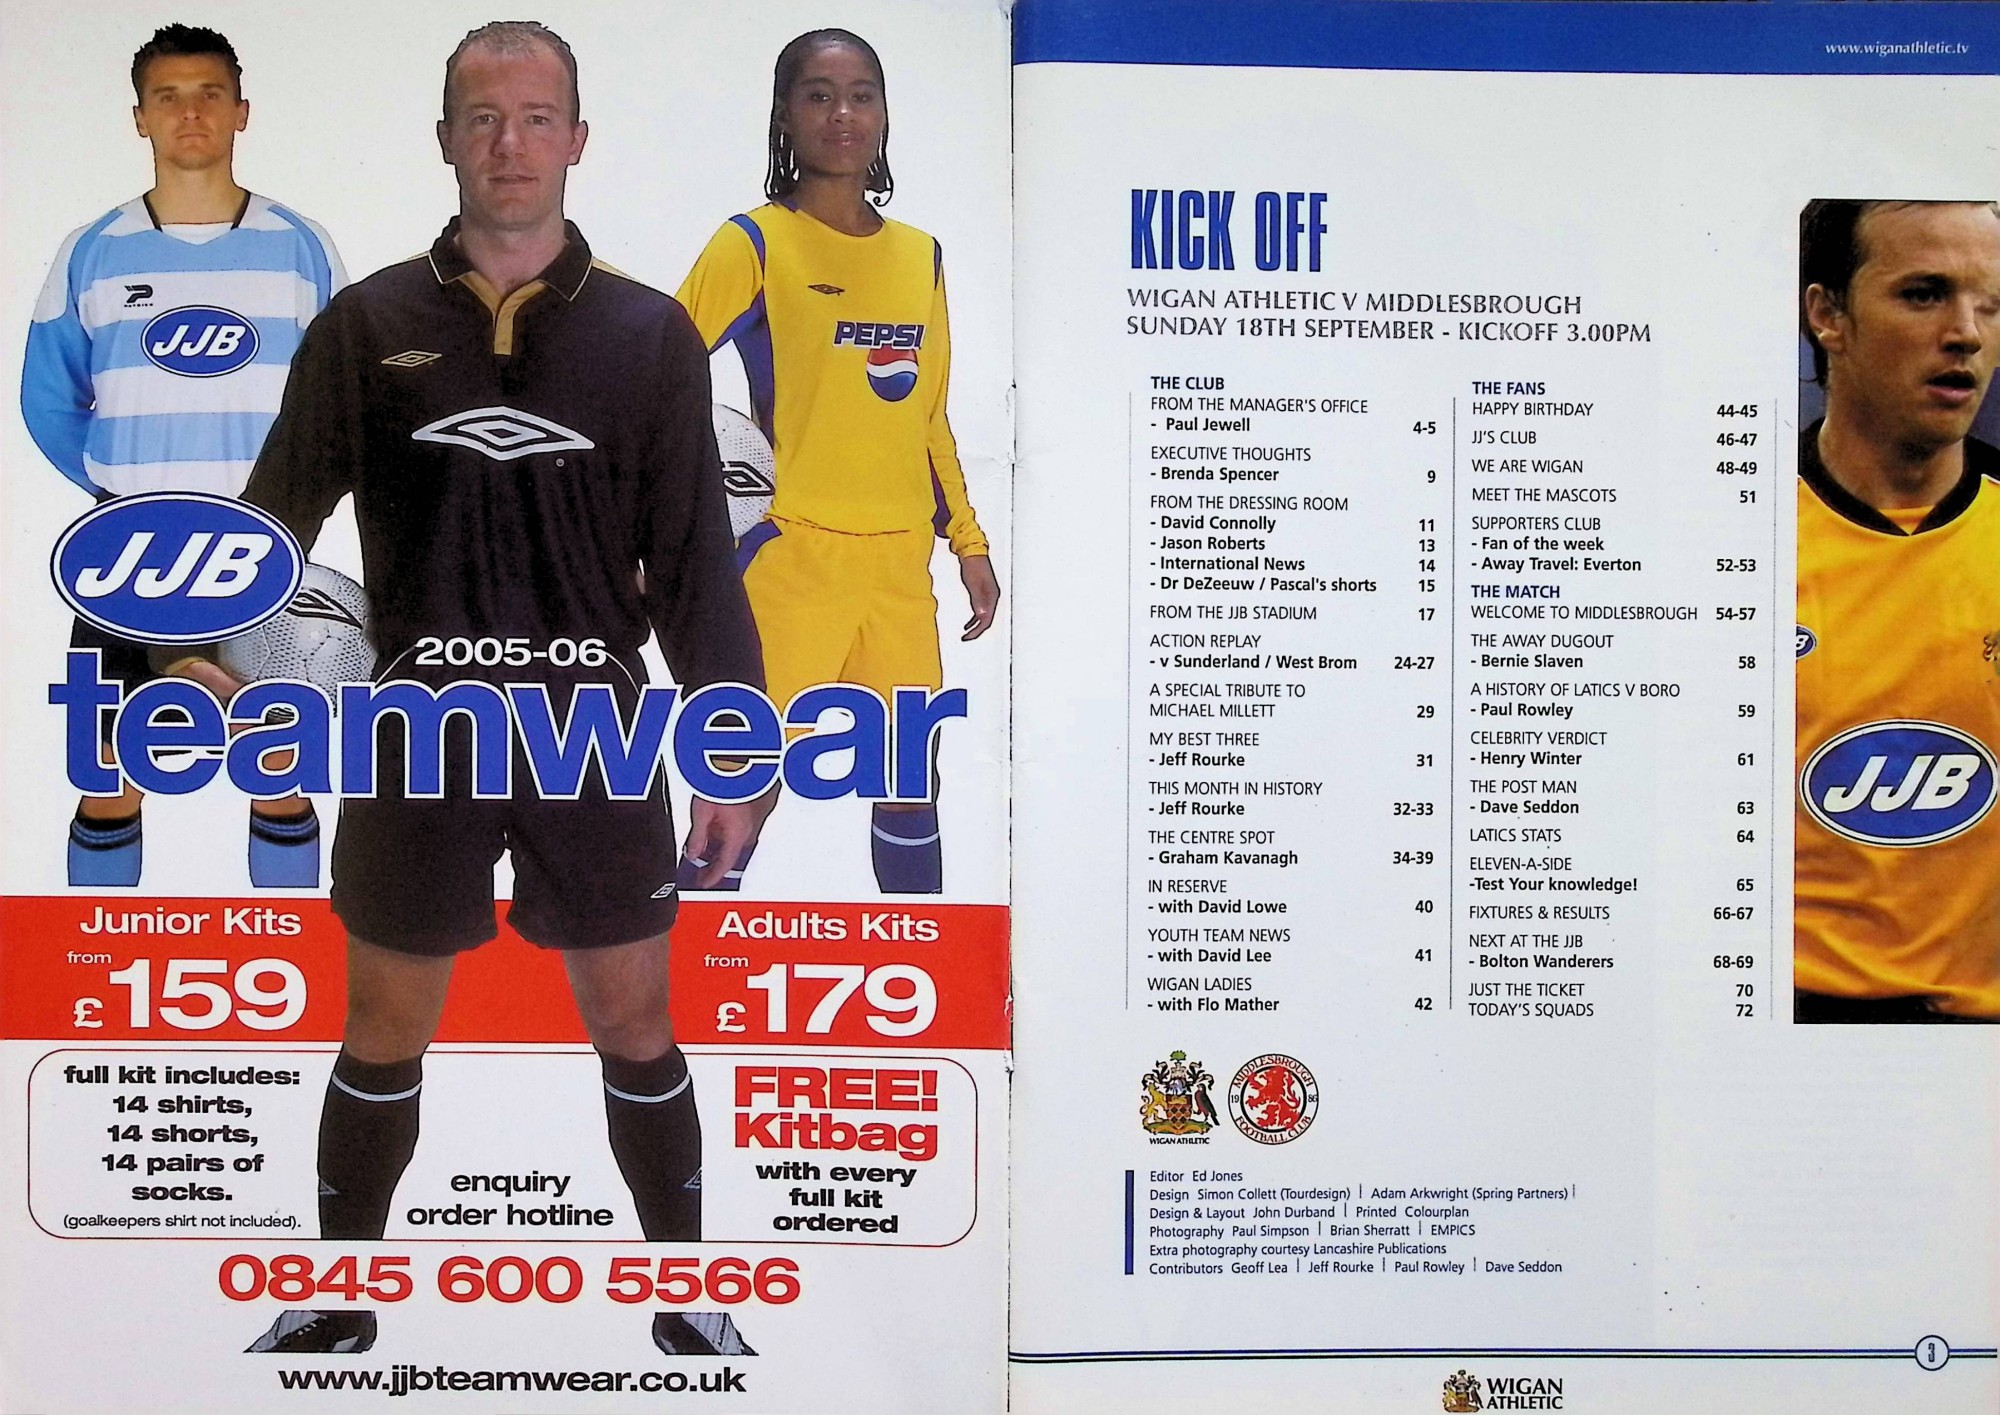 PATRICK
JJB
PEPSI
JJB
2005-06
teamwear
Junior Kits
from
£159
Adults Kits
from
£179
full kit includes:
14 shirts,
14 shorts,
14 pairs of
socks.
(goalkeepers shirt not included).
enquiry
order hotline
FREE!
Kitbag
with every
full kit
ordered
0845 600 5566
www.jjbteamwear.co.uk
www.wiganathletic.tv
KICK OFF
WIGAN ATHLETIC V MIDDLESBROUGH
SUNDAY 18TH SEPTEMBER - KICKOFF 3.00PM
THE CLUB
FROM THE MANAGER'S OFFICE
- Paul Jewell 4-5
EXECUTIVE THOUGHTS
- Brenda Spencer 9
FROM THE DRESSING ROOM
- David Connolly 11
- Jason Roberts 13
- International News 14
- Dr DeZeeuw / Pascal's shorts 15
FROM THE JJB STADIUM 17
ACTION REPLAY
- v Sunderland / West Brom 24-27
A SPECIAL TRIBUTE TO
MICHAEL MILLETT 29
MY BEST THREE
- Jeff Rourke 31
THIS MONTH IN HISTORY
- Jeff Rourke 32-33
THE CENTRE SPOT
- Graham Kavanagh 34-39
IN RESERVE
- with David Lowe 40
YOUTH TEAM NEWS
- with David Lee 41
WIGAN LADIES
- with Flo Mather 42
THE FANS
HAPPY BIRTHDAY 44-45
JJ'S CLUB 46-47
WE ARE WIGAN 48-49
MEET THE MASCOTS 51
SUPPORTERS CLUB
- Fan of the week
- Away Travel: Everton 52-53
THE MATCH
WELCOME TO MIDDLESBROUGH 54-57
THE AWAY DUGOUT
- Bernie Slaven 58
A HISTORY OF LATICS V BORO
- Paul Rowley 59
CELEBRITY VERDICT
- Henry Winter 61
THE POST MAN
- Dave Seddon 63
LATICS STATS 64
ELEVEN-A-SIDE
-Test Your knowledge! 65
FIXTURES & RESULTS 66-67
NEXT AT THE JJB
- Bolton Wanderers 68-69
JUST THE TICKET 70
TODAY'S SQUADS 72
JJB
WIGAN ATHLETIC
MIDDLESBROUGH
19 86
FOOTBALL CLUB
Editor Ed Jones
Design Simon Collett (Tourdesign) | Adam Arkwright (Spring Partners) |
Design & Layout John Durband | Printed Colourplan
Photography Paul Simpson | Brian Sherratt | EMPICS
Extra photography courtesy Lancashire Publications
Contributors Geoff Lea | Jeff Rourke | Paul Rowley | Dave Seddon
3
WIGAN
ATHLETIC